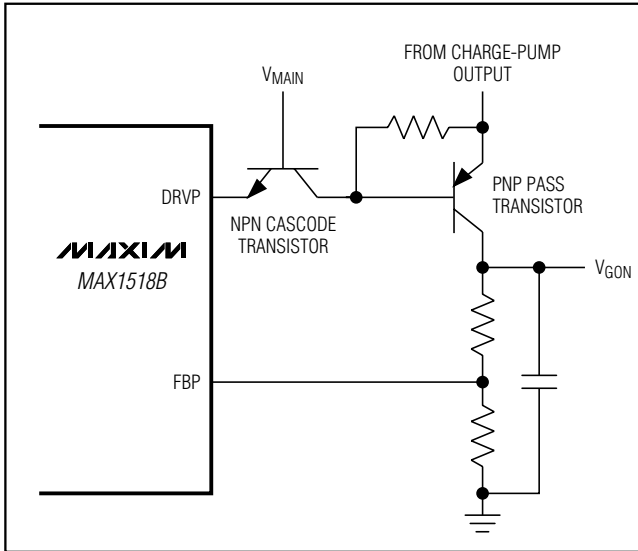 FROM CHARGE-PUMP
OUTPUT
VMAIN
DRVP
NPN CASCODE
TRANSISTOR
PNP PASS
TRANSISTOR
MAXIM
MAX1518B
VGON
FBP